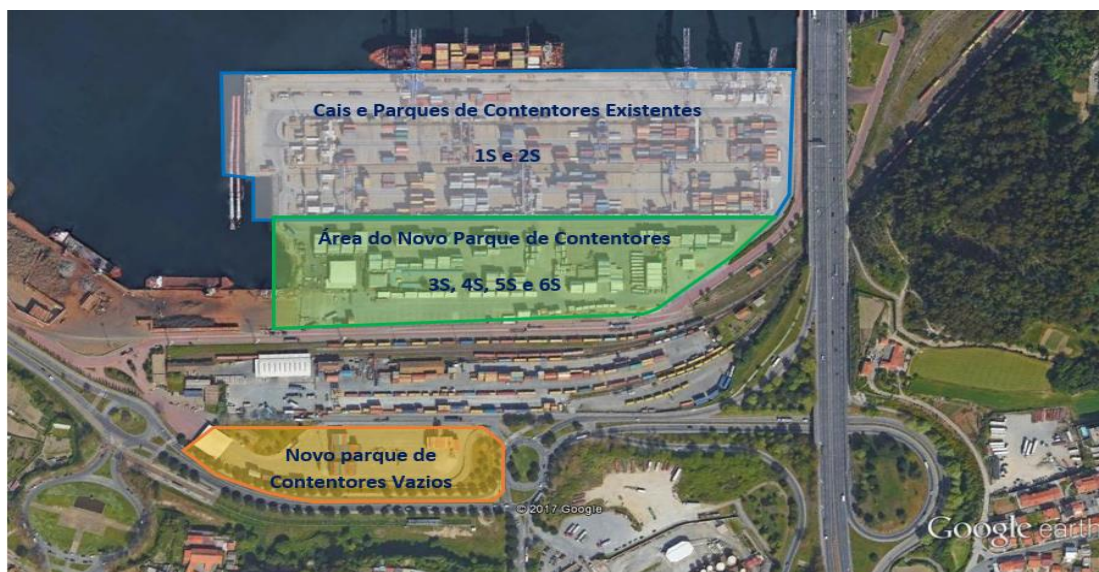 Cais e Parques de Contentores Existentes
1S e 2S
Área do Novo Parque de Contentores
3S, 4S, 5S e 6S
Novo parque de
Contentores Vazios
© 2017 Google
Google earth